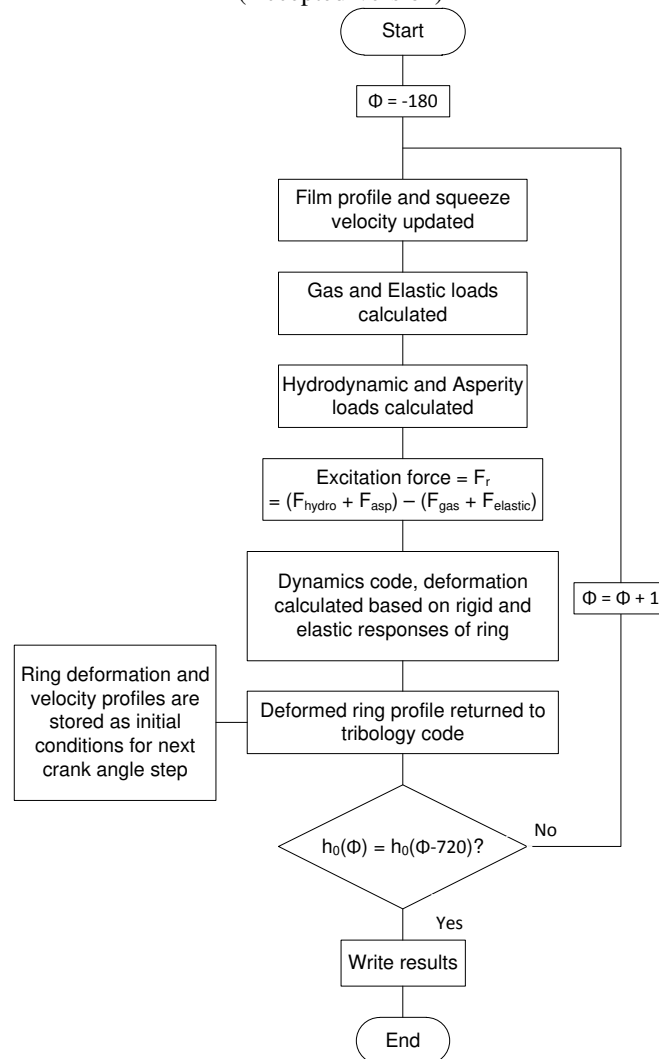 Start
Φ = -180
Film profile and squeeze
velocity updated
Gas and Elastic loads
calculated
Hydrodynamic and Asperity
loads calculated
Excitation force = Fr
= (Fhydro + Fasp) – (Fgas + Felastic)
Dynamics code, deformation
calculated based on rigid and
elastic responses of ring
Φ = Φ + 1
Ring deformation and
velocity profiles are
stored as initial
conditions for next
crank angle step
Deformed ring profile returned to
tribology code
h0(Φ) = h0(Φ-720)?
No
Yes
Write results
End